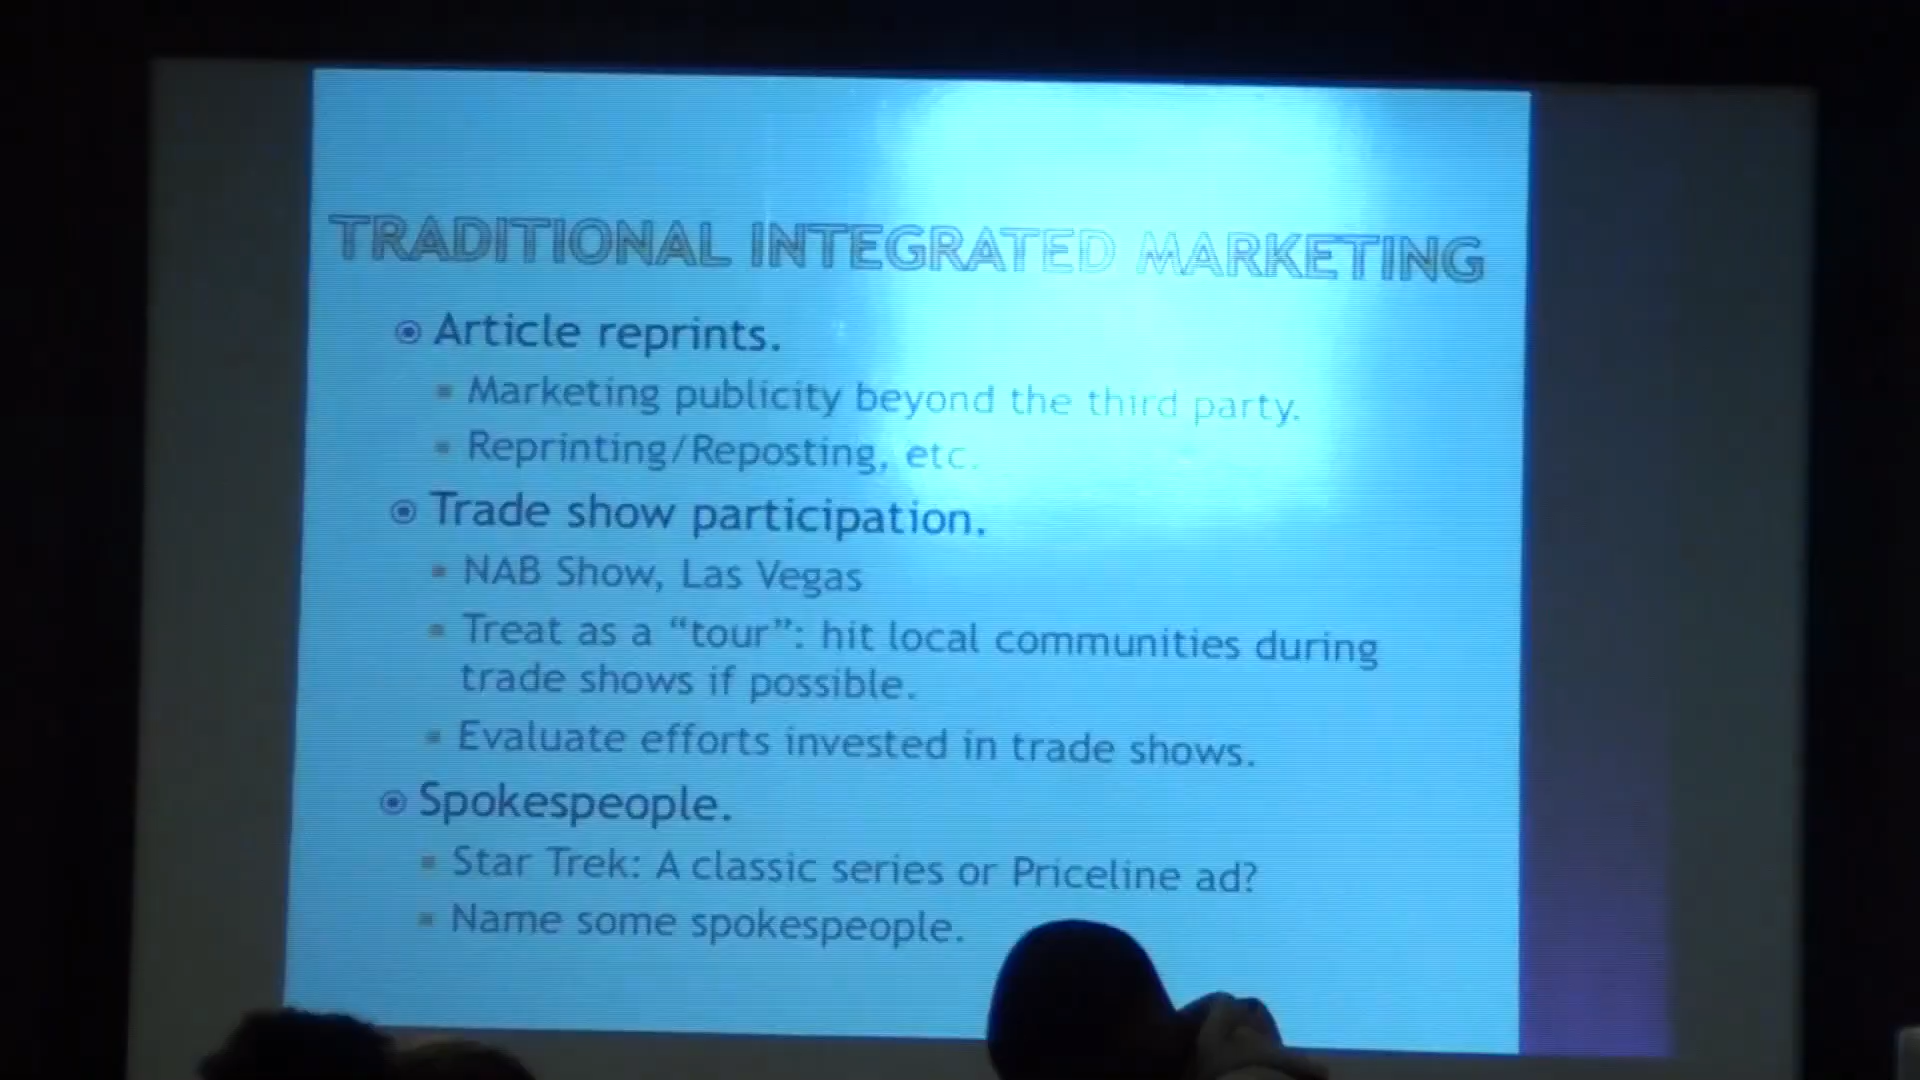 TRADITIONAL INTEGRATED MARKETING
Article reprints.
Marketing publicity beyond the third party.
Reprinting/Reposting, etc.
Trade show participation.
NAB Show, Las Vegas
Treat as a “tour”: hit local communities during
trade shows if possible.
Evaluate efforts invested in trade shows.
Spokespeople.
Star Trek: A classic series or Priceline ad?
Name some spokespeople.